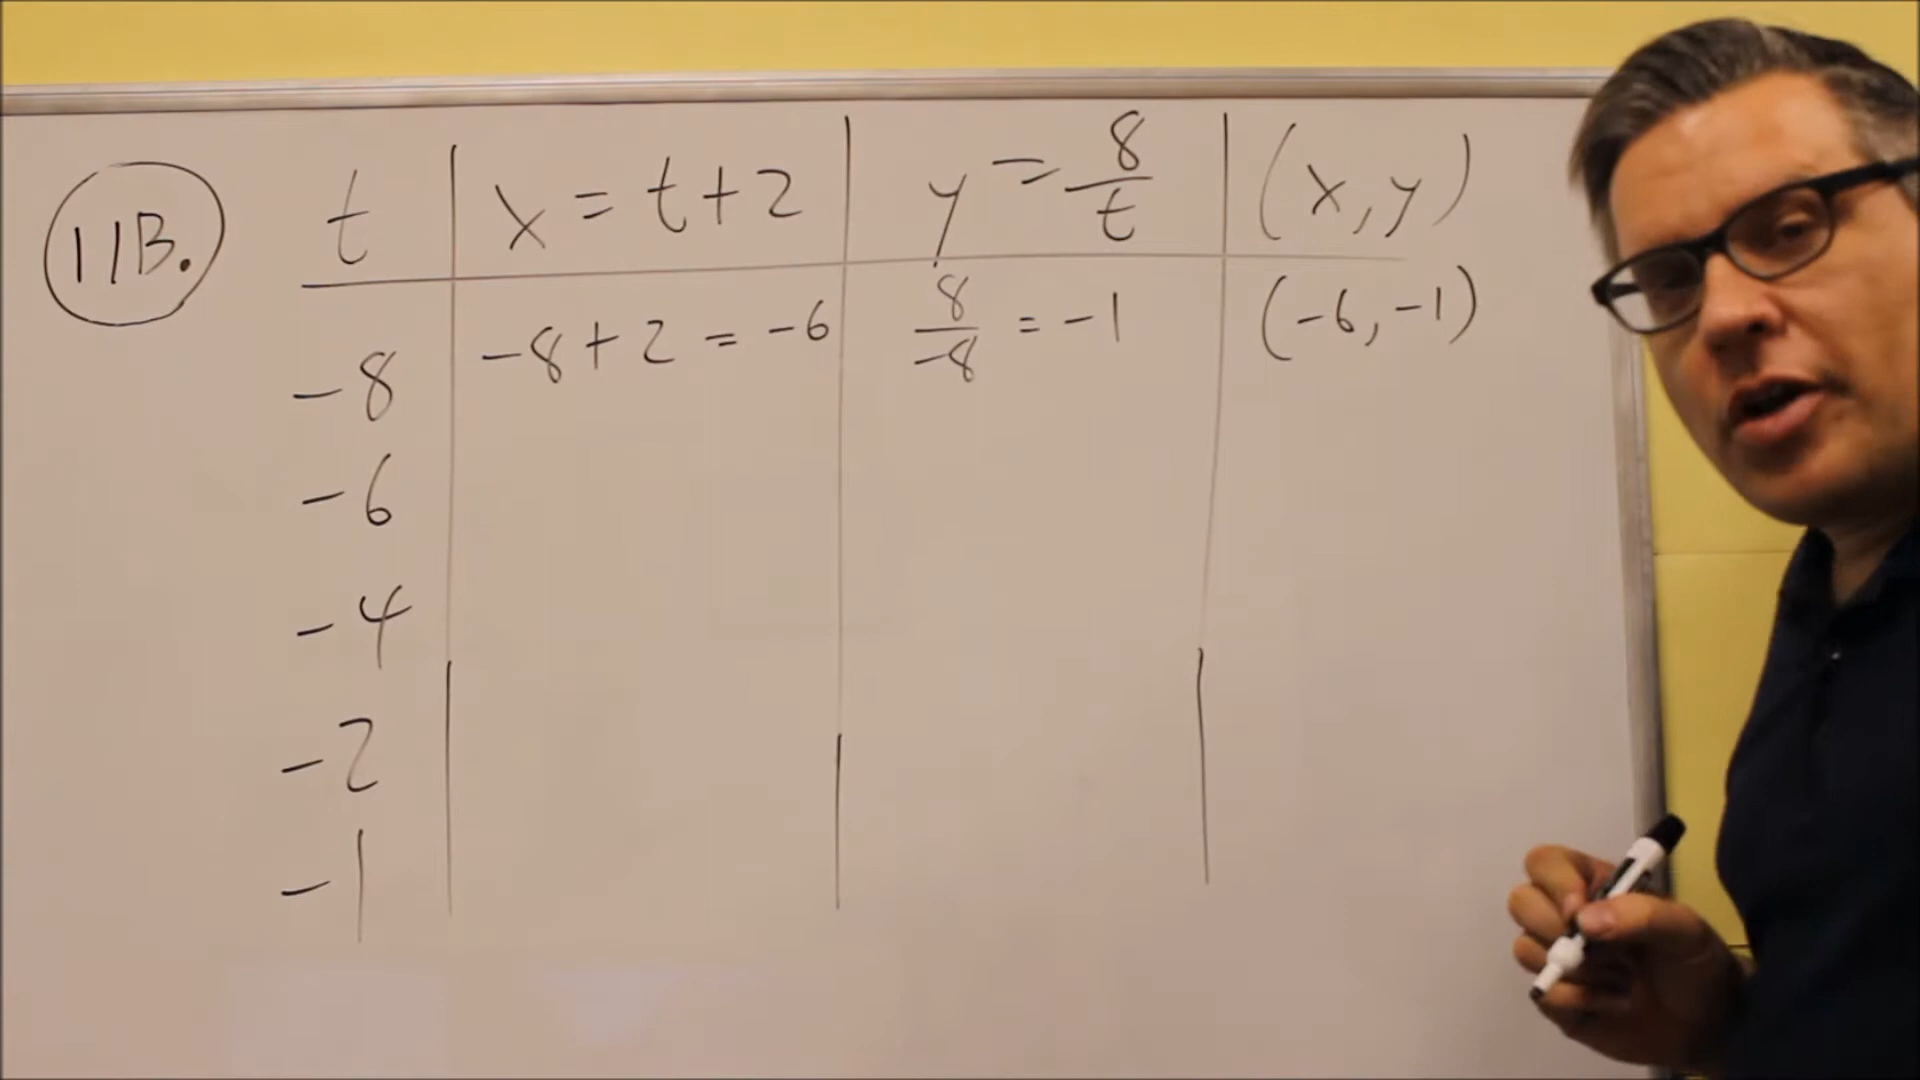 11B. t | x = t+2 | y = 8/t | (x,y)
-8 | -8+2 = -6 | 8/-8 = -1 | (-6,-1)
-6
-4
-2
-1